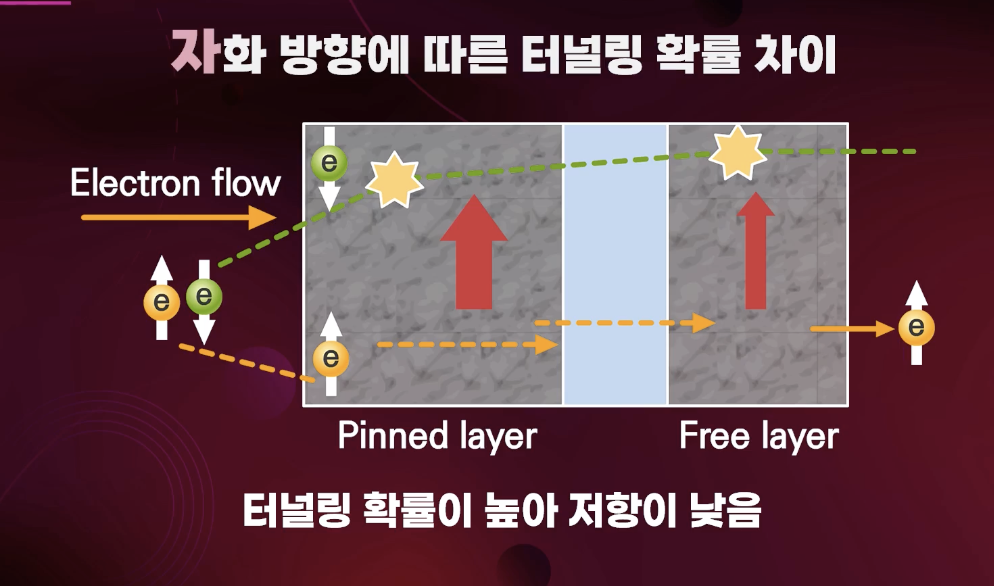 자화 방향에 따른 터널링 확률 차이
e
Electron flow
e e
e
e
Pinned layer Free layer
터널링 확률이 높아 저항이 낮음